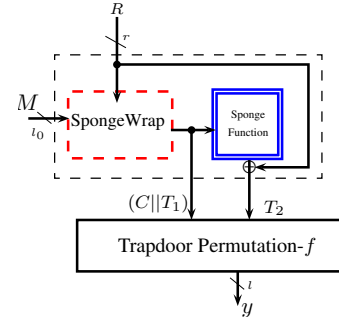 R
r
M
l₀
SpongeWrap
Sponge
Function
⊕
(C||T₁)
T₂
Trapdoor Permutation-f
l
y